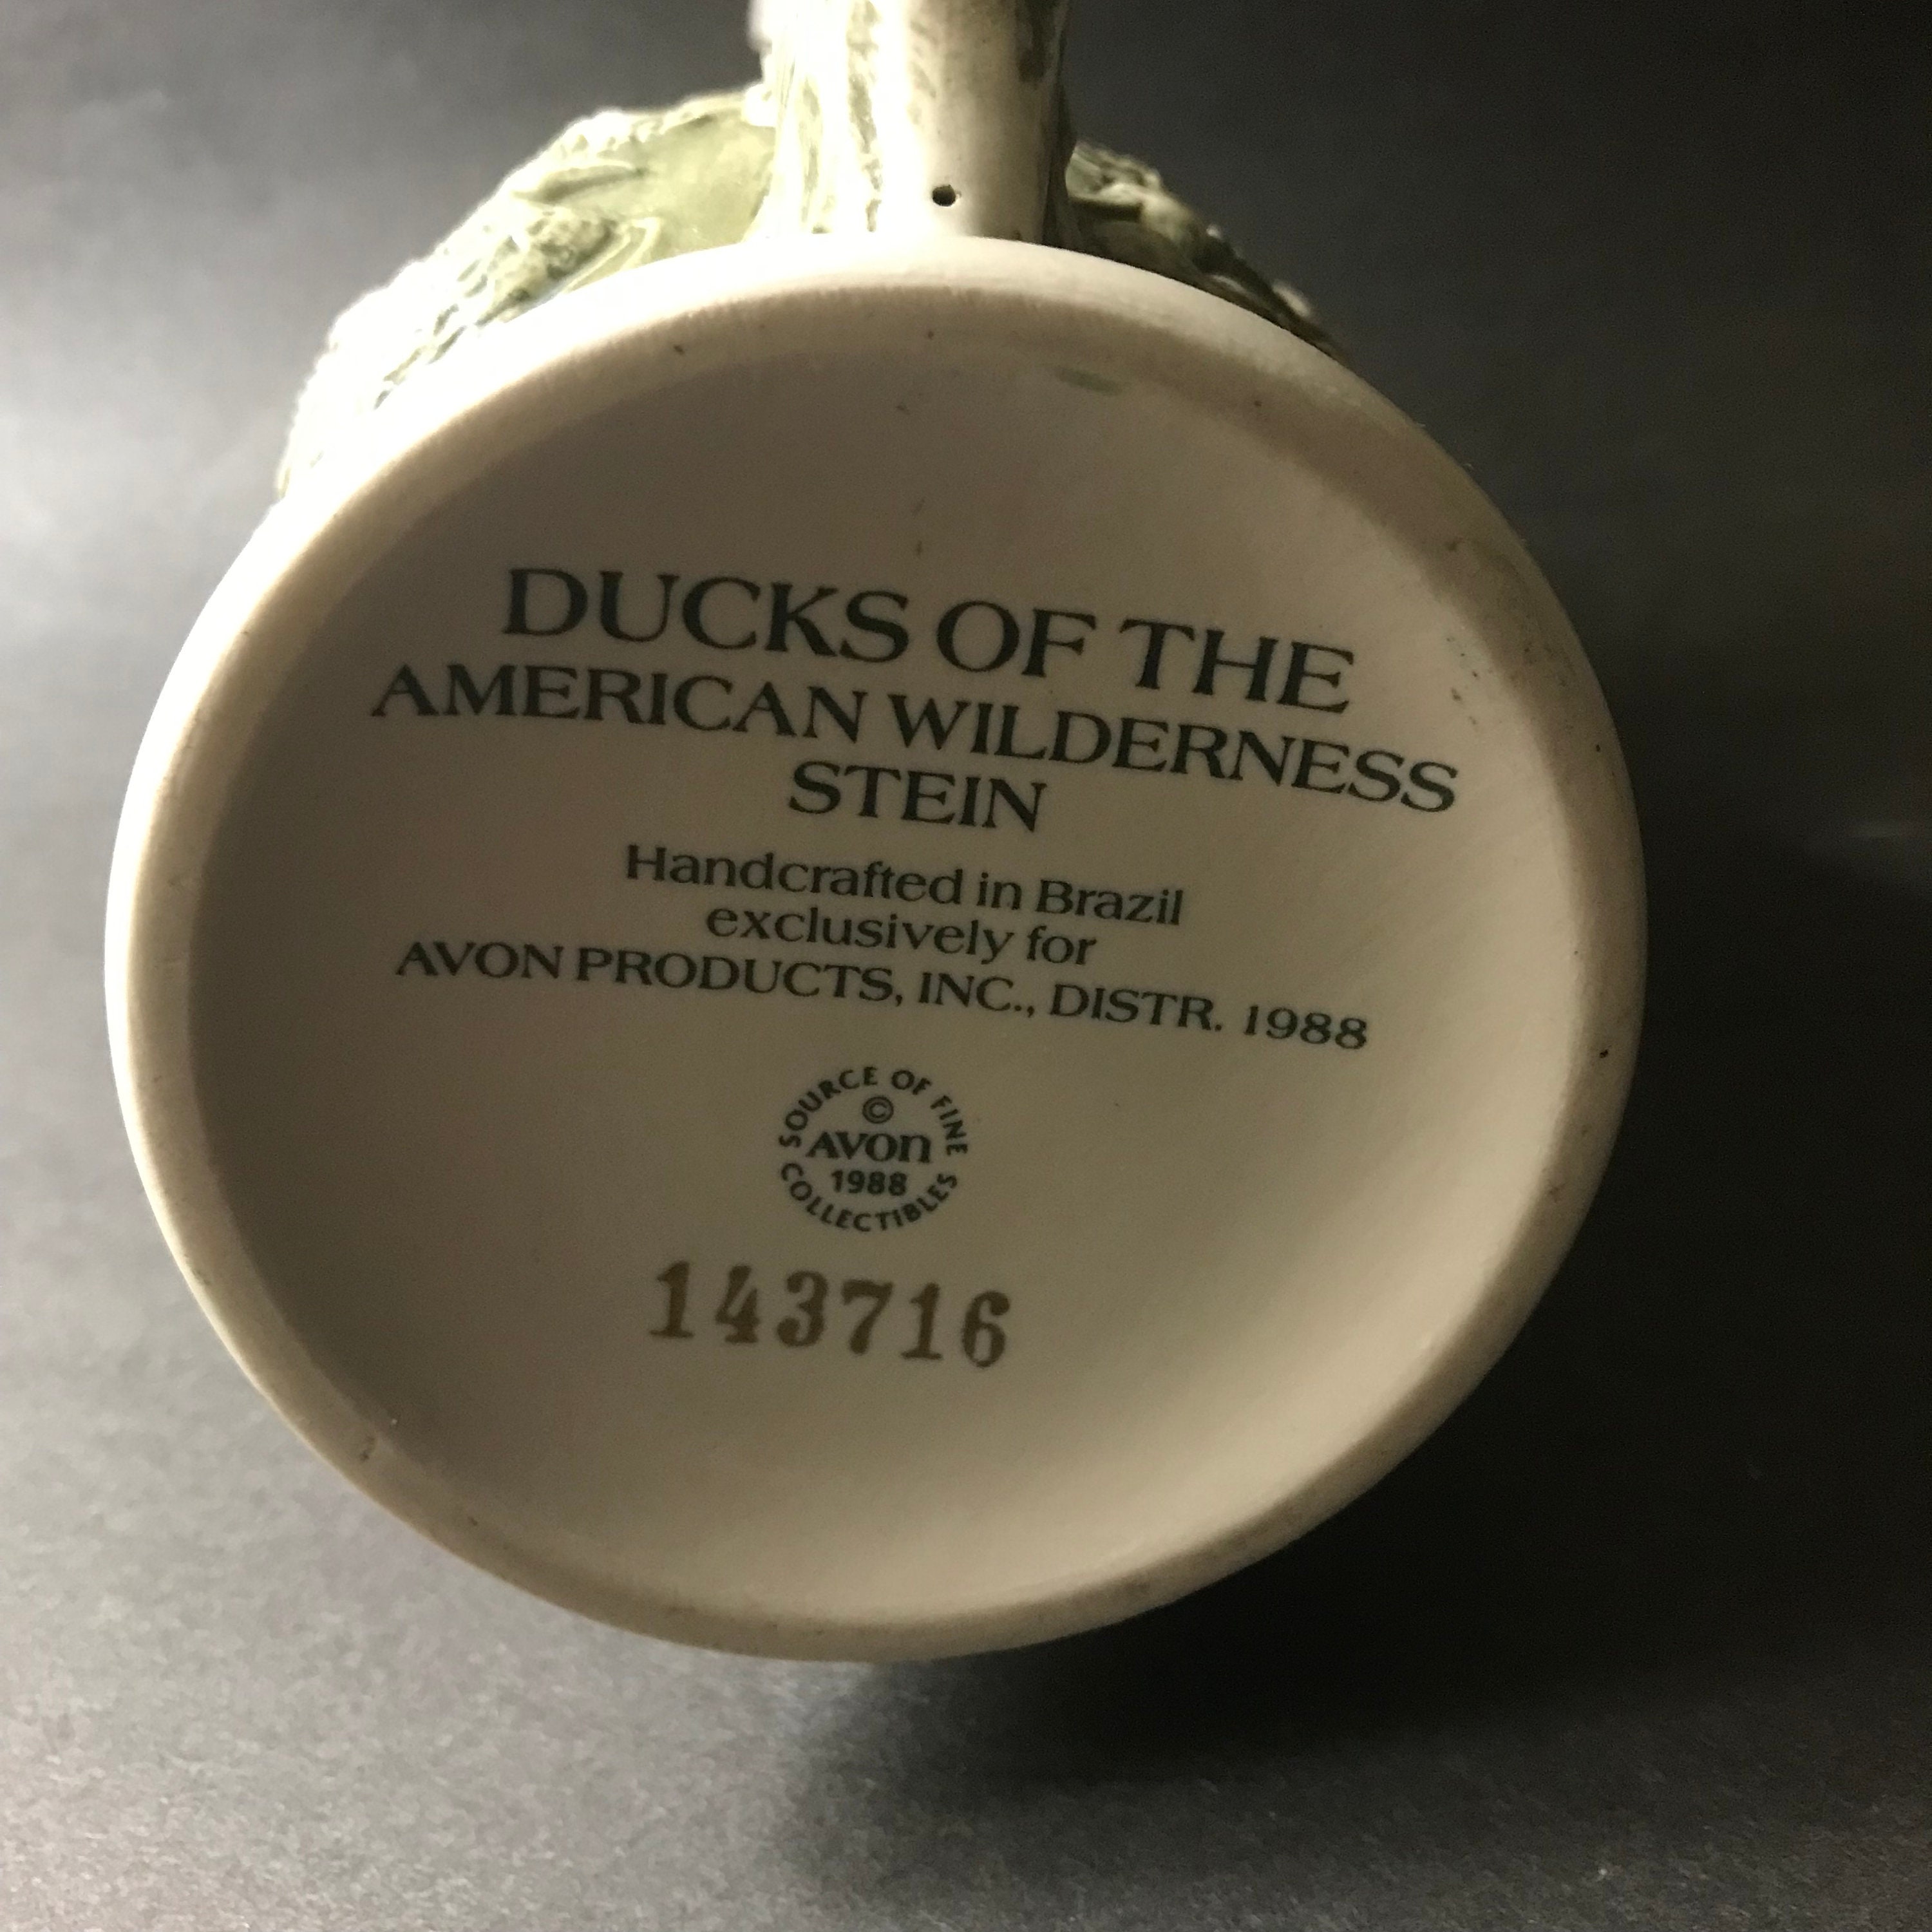 DUCKS OF THE
AMERICAN WILDERNESS
STEIN
Handcrafted in Brazil
exclusively for
AVON PRODUCTS, INC., DISTR. 1988
SOURCE OF FINE
©
AVON
1988
COLLECTIBLES
143716